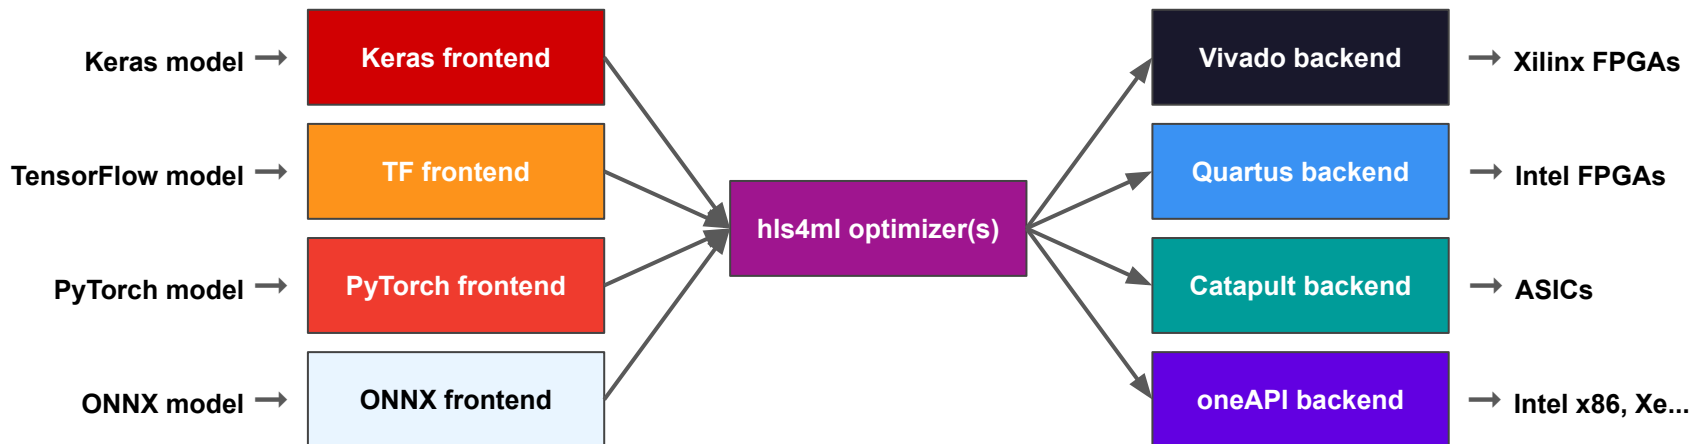 Keras model → Keras frontend
TensorFlow model → TF frontend
PyTorch model → PyTorch frontend
ONNX model → ONNX frontend
hls4ml optimizer(s)
Vivado backend → Xilinx FPGAs
Quartus backend → Intel FPGAs
Catapult backend → ASICs
oneAPI backend → Intel x86, Xe...